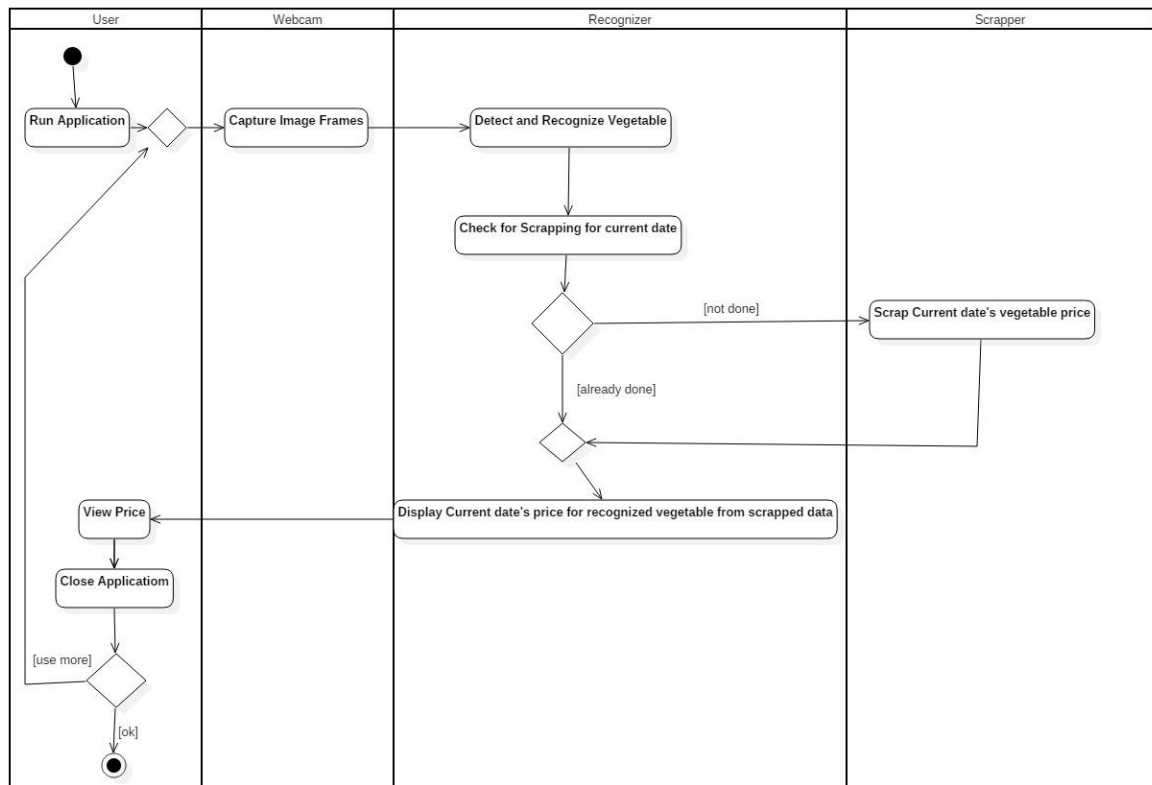 User
Webcam
Recognizer
Scrapper
Run Application
Capture Image Frames
Detect and Recognize Vegetable
Check for Scrapping for current date
[not done]
Scrap Current date's vegetable price
[already done]
View Price
Display Current date's price for recognized vegetable from scrapped data
Close Applicatiom
[use more]
[ok]